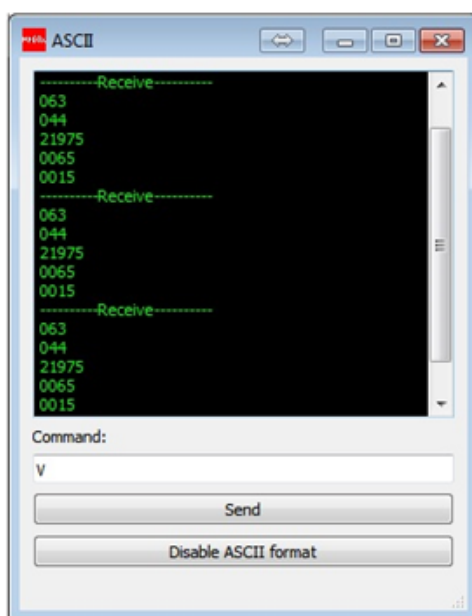 ASCII
----------Receive----------
063
044
21975
0065
0015
----------Receive----------
063
044
21975
0065
0015
----------Receive----------
063
044
21975
0065
0015
Command:
V
Send
Disable ASCII format